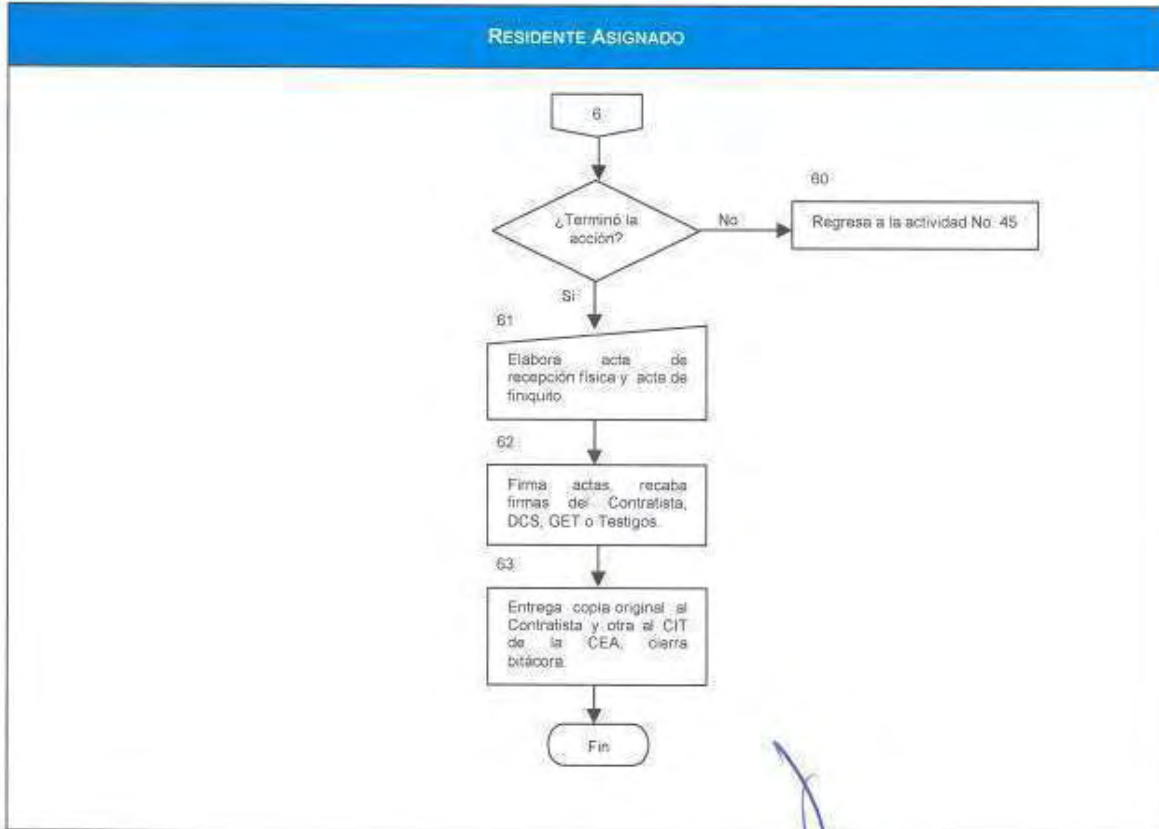 RESIDENTE ASIGNADO
6
¿Terminó la
acción?
No
60
Regresa a la actividad No. 45
Si
61
Elabora acta de
recepción física y acta de
finiquito
62
Firma actas, recaba
firmas del Contratista,
DCS, GET o Testigos.
63
Entrega copia original al
Contratista y otra al CIT
de la CEA, cierra
bitácora.
Fin